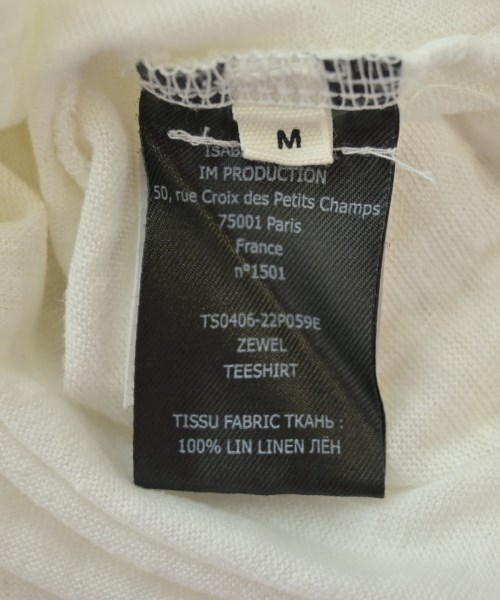 M
IM PRODUCTION
50, rue Croix des Petits Champs
75001 Paris
France
n°1501
TS0406-22P059E
ZEWEL
TEESHIRT
TISSU FABRIC ТКАНЬ :
100% LIN LINEN ЛЁН